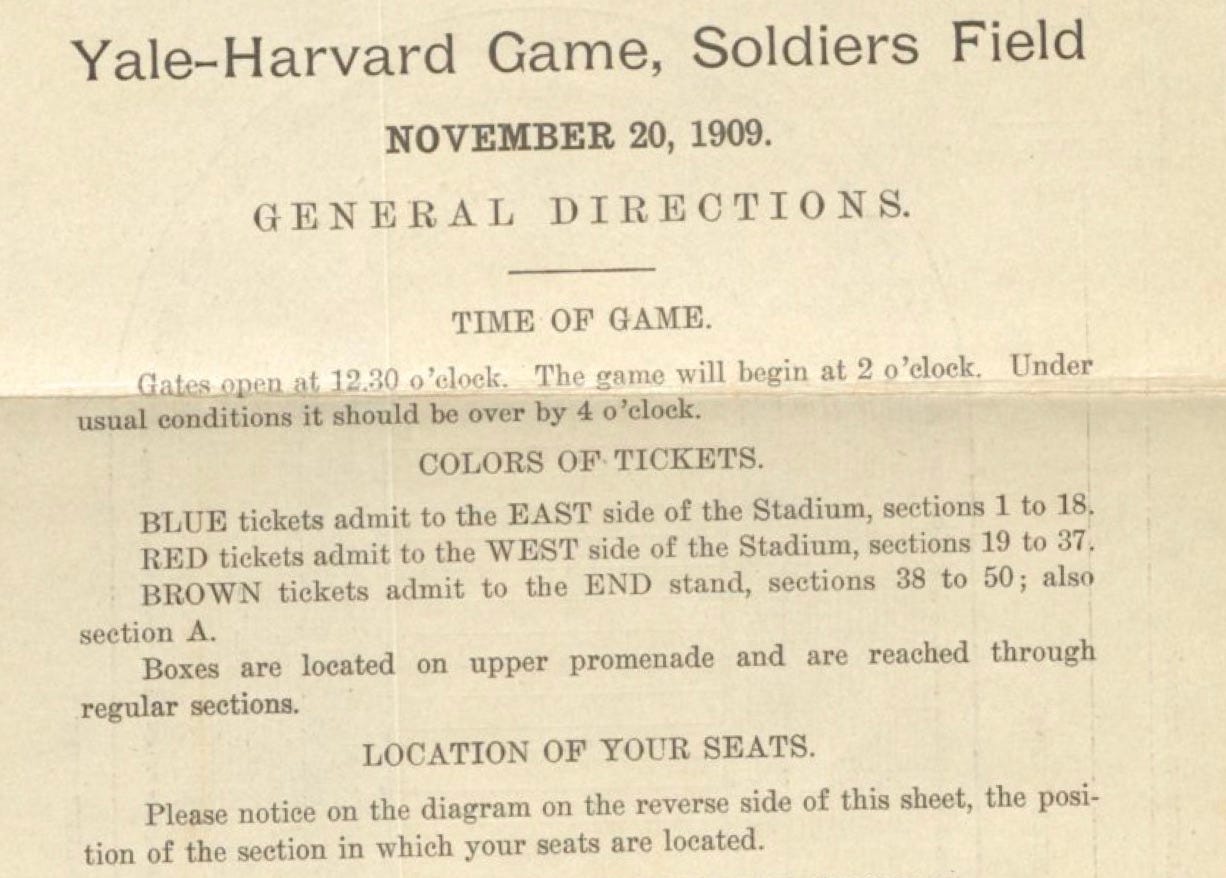 Yale-Harvard Game, Soldiers Field
NOVEMBER 20, 1909.
GENERAL DIRECTIONS.
TIME OF GAME.
Gates open at 12.30 o'clock. The game will begin at 2 o'clock. Under
usual conditions it should be over by 4 o'clock.
COLORS OF TICKETS.
BLUE tickets admit to the EAST side of the Stadium, sections 1 to 18.
RED tickets admit to the WEST side of the Stadium, sections 19 to 37.
BROWN tickets admit to the END stand, sections 38 to 50; also
section A.
Boxes are located on upper promenade and are reached through
regular sections.
LOCATION OF YOUR SEATS.
Please notice on the diagram on the reverse side of this sheet, the posi-
tion of the section in which your seats are located.